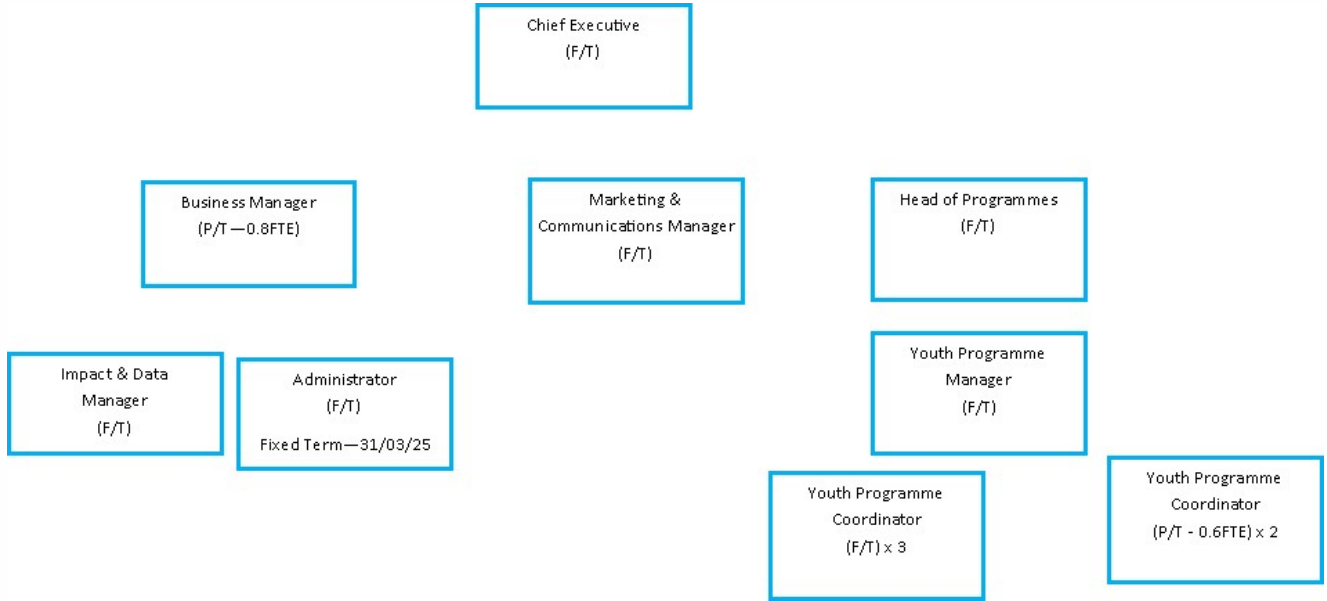 Chief Executive
(F/T)
Business Manager
(P/T—0.8FTE)
Marketing &
Communications Manager
(F/T)
Head of Programmes
(F/T)
Impact & Data
Manager
(F/T)
Administrator
(F/T)
Fixed Term—31/03/25
Youth Programme
Manager
(F/T)
Youth Programme
Coordinator
(F/T) x 3
Youth Programme
Coordinator
(P/T - 0.6FTE) x 2